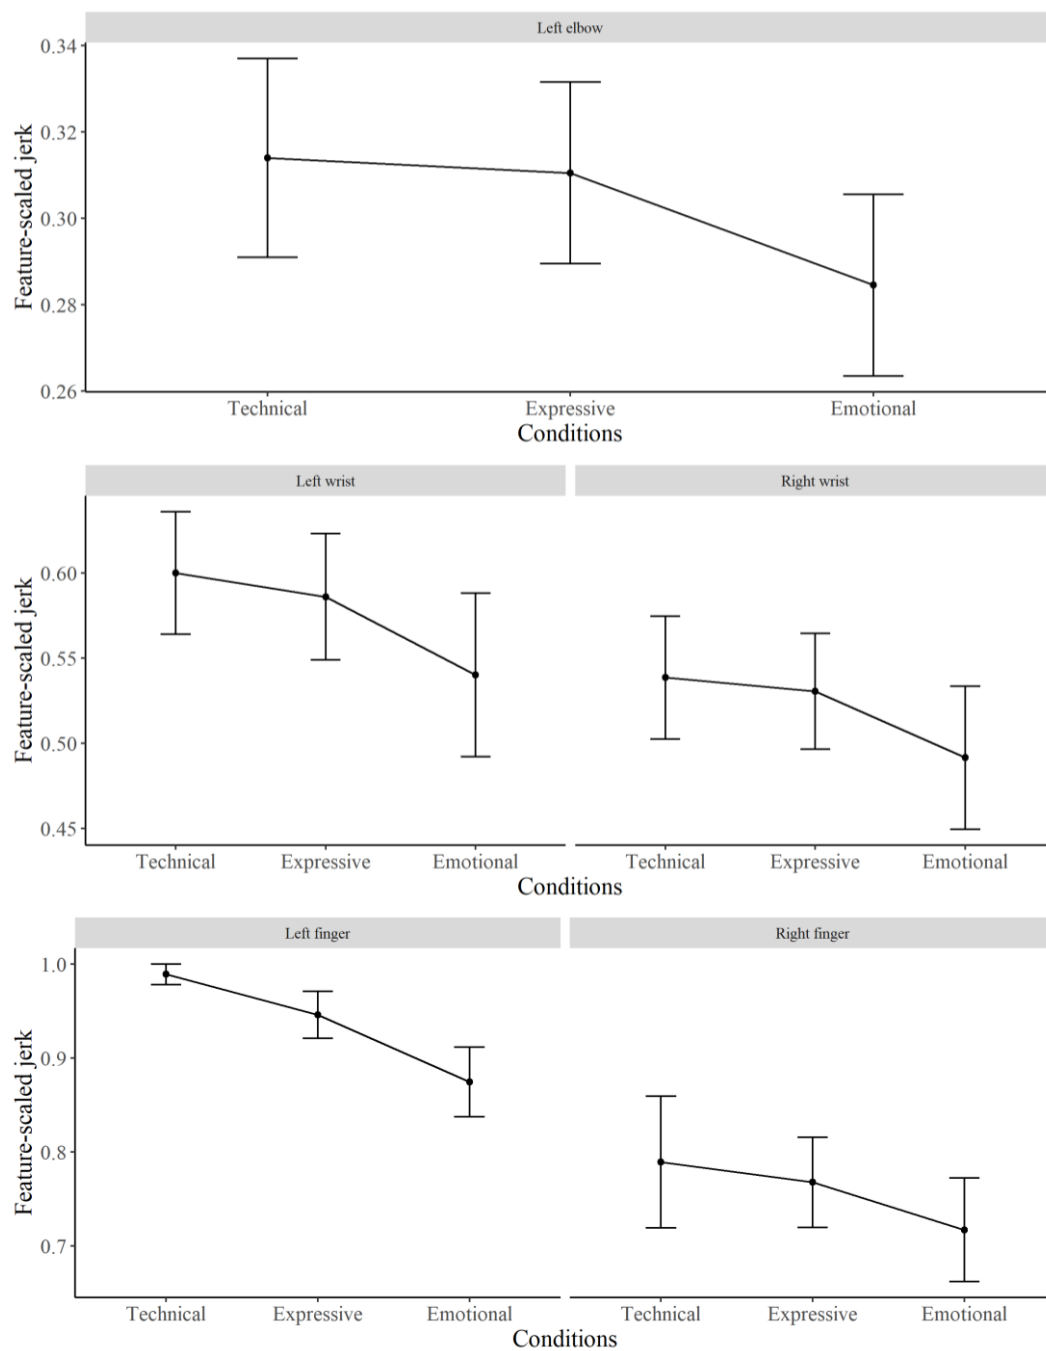 Left elbow
0.34
0.32
0.30
0.28
0.26
Feature-scaled jerk
Technical Expressive Emotional
Conditions
Left wrist Right wrist
0.60
0.55
0.50
0.45
Feature-scaled jerk
Technical Expressive Emotional Technical Expressive Emotional
Conditions
Left finger Right finger
1.0
0.9
0.8
0.7
Feature-scaled jerk
Technical Expressive Emotional Technical Expressive Emotional
Conditions